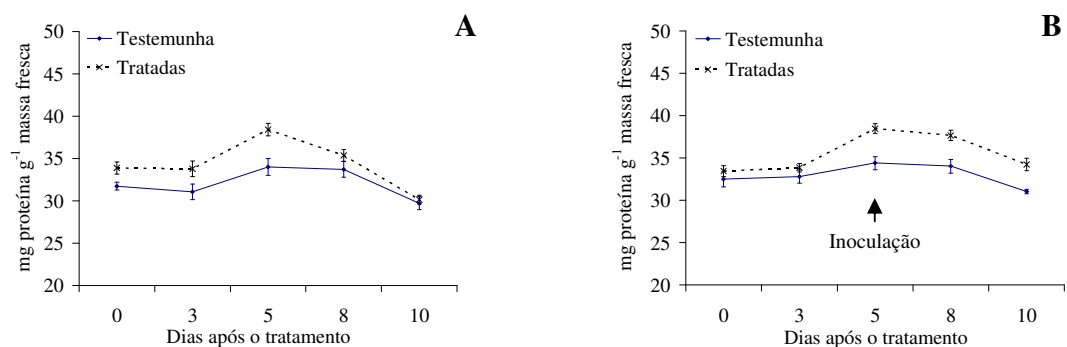 A
mg proteína g-1 massa fresca
50
45
40
35
30
25
20
Testemunha
Tratadas
0 3 5 8 10
Dias após o tratamento
B
mg proteína g-1 massa fresca
50
45
40
35
30
25
20
Testemunha
Tratadas
Inoculação
0 3 5 8 10
Dias após o tratamento